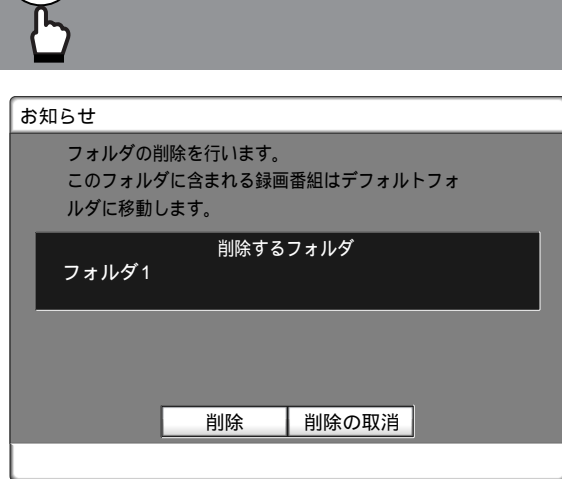 お知らせ
フォルダの削除を行います。
このフォルダに含まれる録画番組はデフォルトフォ
ルダに移動します。
削除するフォルダ
フォルダ1
削除 削除の取消